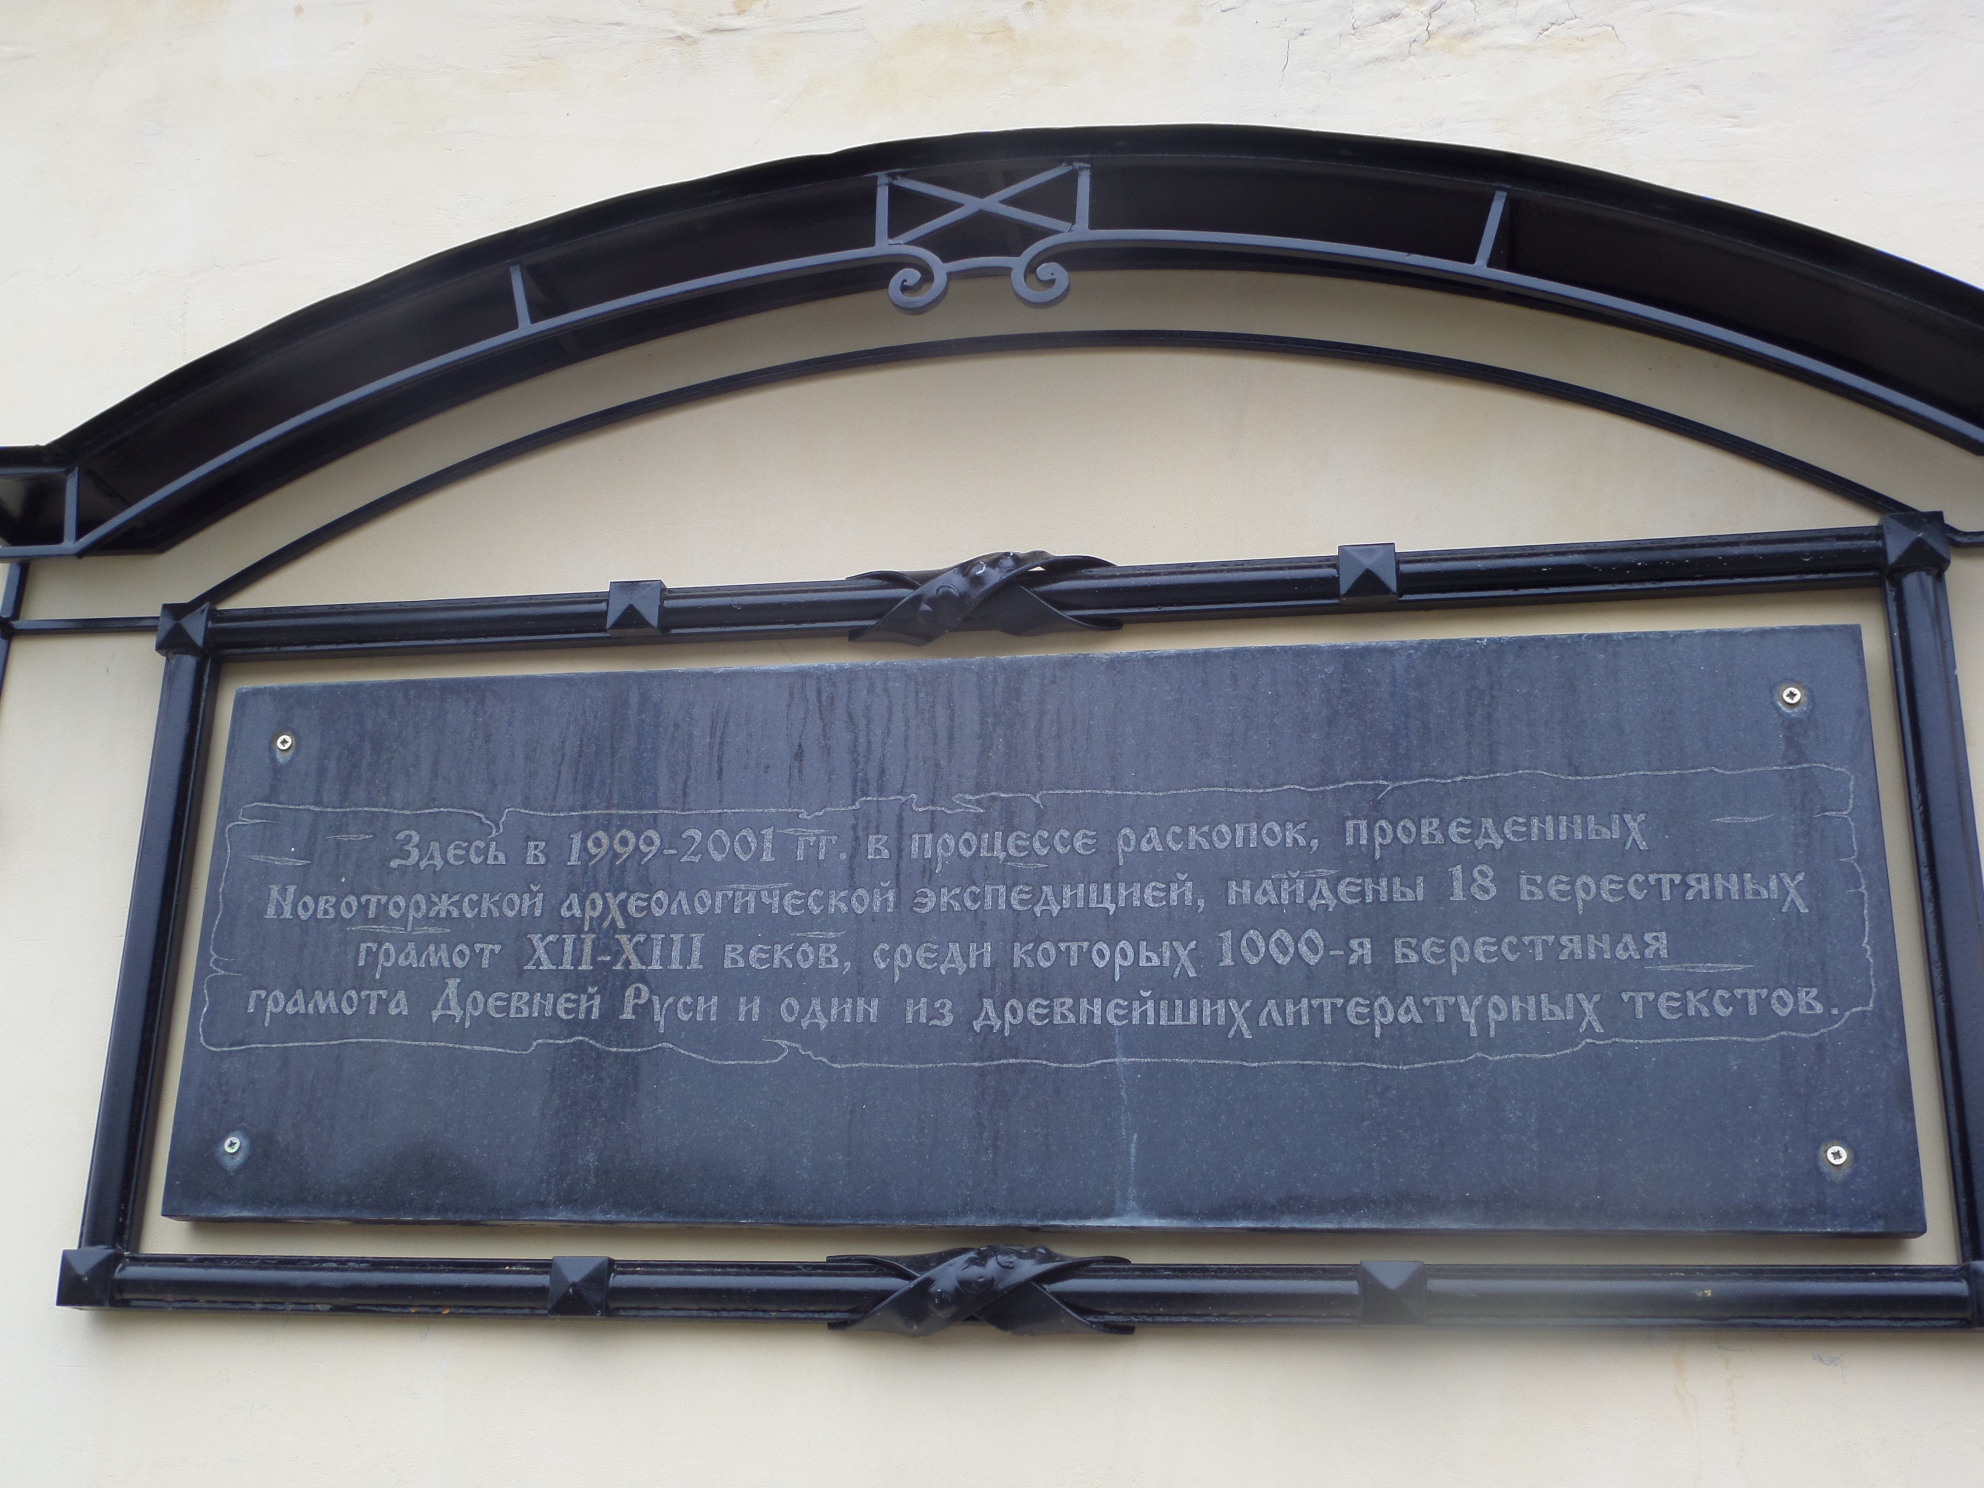 Здесь в 1999-2001 гг. в процессе раскопок, проведенных
Новоторжской археологической экспедицией, найдены 18 берестяных
грамот XII-XIII веков, среди которых 1000-я берестяная
грамота Древней Руси и один из древнейших литературных текстов.